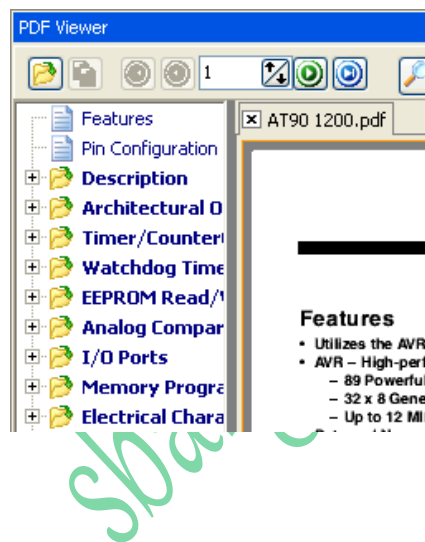 PDF Viewer
1
Features
Pin Configuration
Description
Architectural O
Timer/Counter
Watchdog Time
EEPROM Read/
Analog Compar
I/O Ports
Memory Progra
Electrical Chara
AT90 1200.pdf
Features
• Utilizes the AVR
• AVR – High-perf
– 89 Powerful
– 32 x 8 Gene
– Up to 12 MI